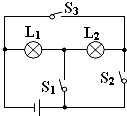 S₃
L₁ L₂
S₁ S₂